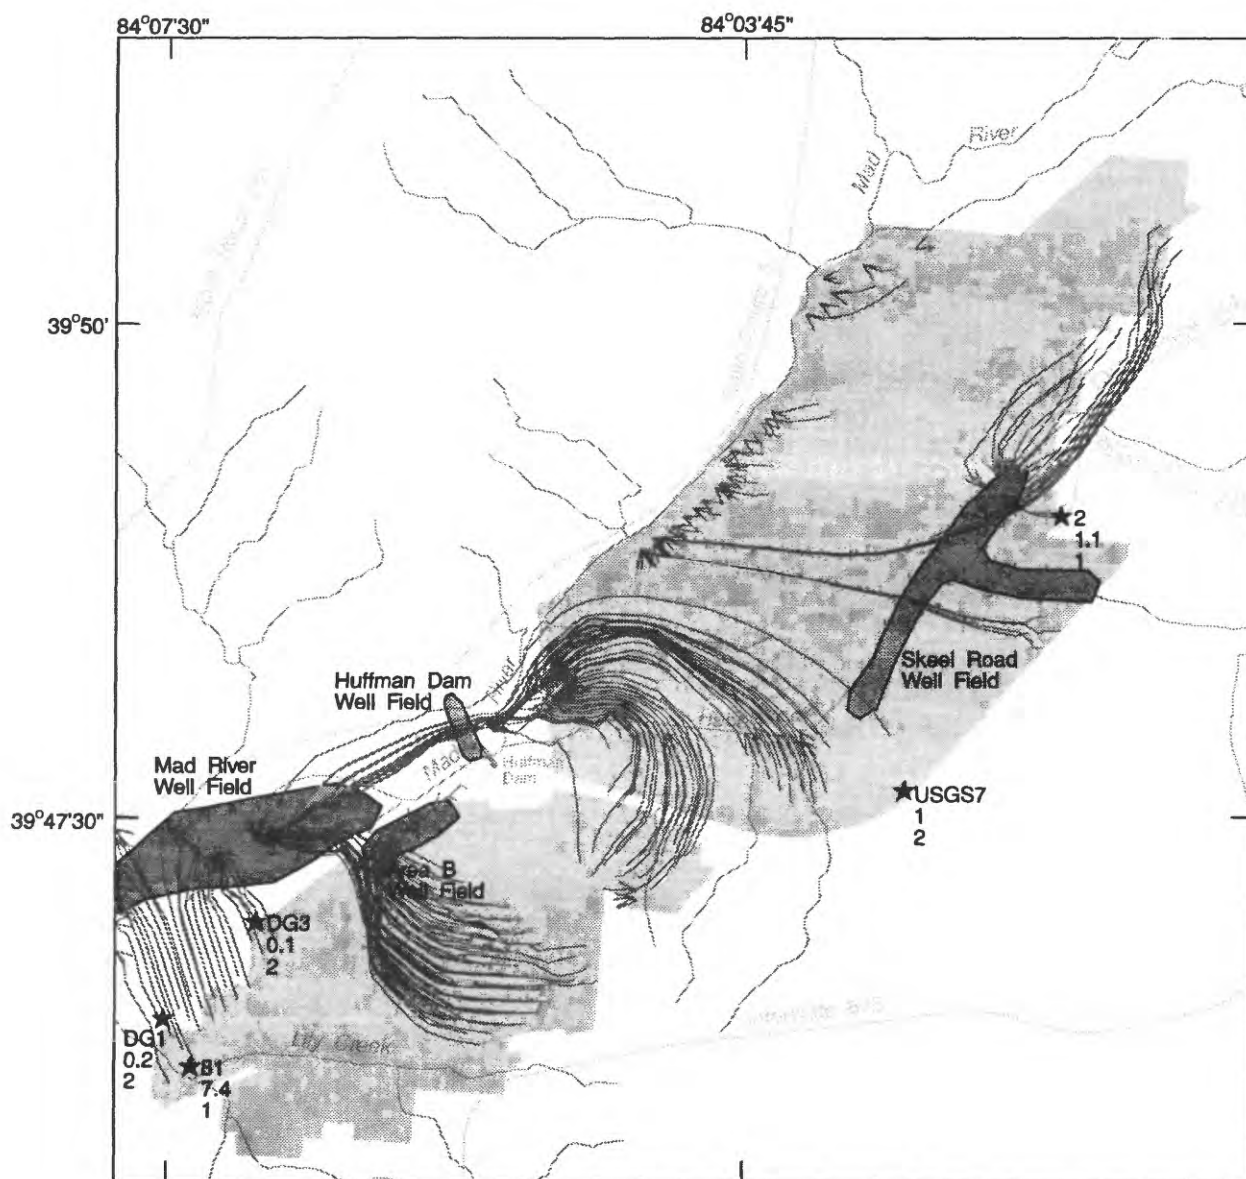 84°07'30"
84°03'45"
River
Mad
39°50'
2
1.1
1
Skeel Road
Well Field
River
Huffman Dam
Well Field
Mad
Huffman
Dam
Mad River
Well Field
39°47'30"
USGS7
1
2
Area B
Well Field
DG3
0.1
2
DG1
0.2
2
7.4
1
Lily Creek